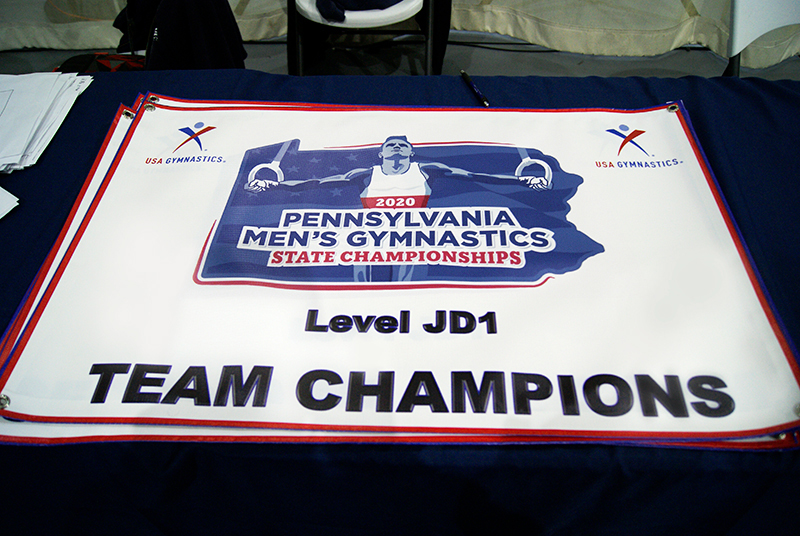 USA GYMNASTICS
USA GYMNASTICS
2020
PENNSYLVANIA
MEN'S GYMNASTICS
STATE CHAMPIONSHIPS
Level JD1
TEAM CHAMPIONS